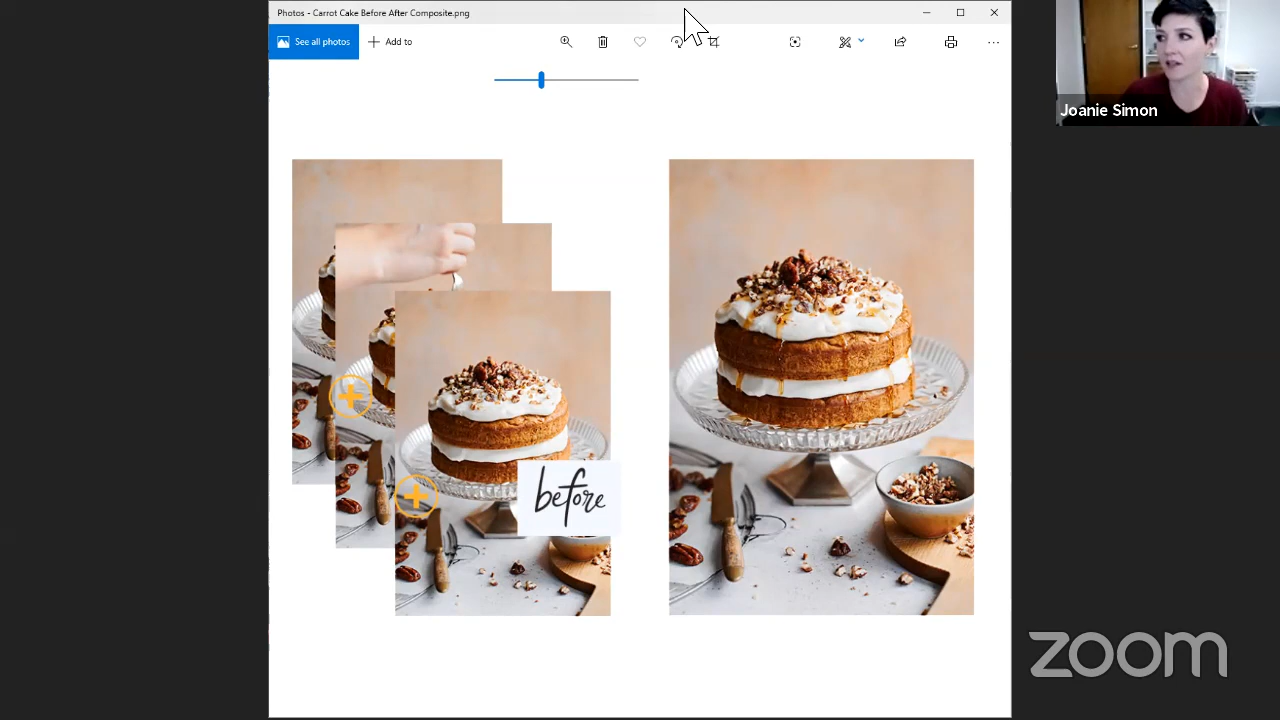 Photos - Carrot Cake Before After Composite.png
See all photos
Add to
Joanie Simon
before
zoom